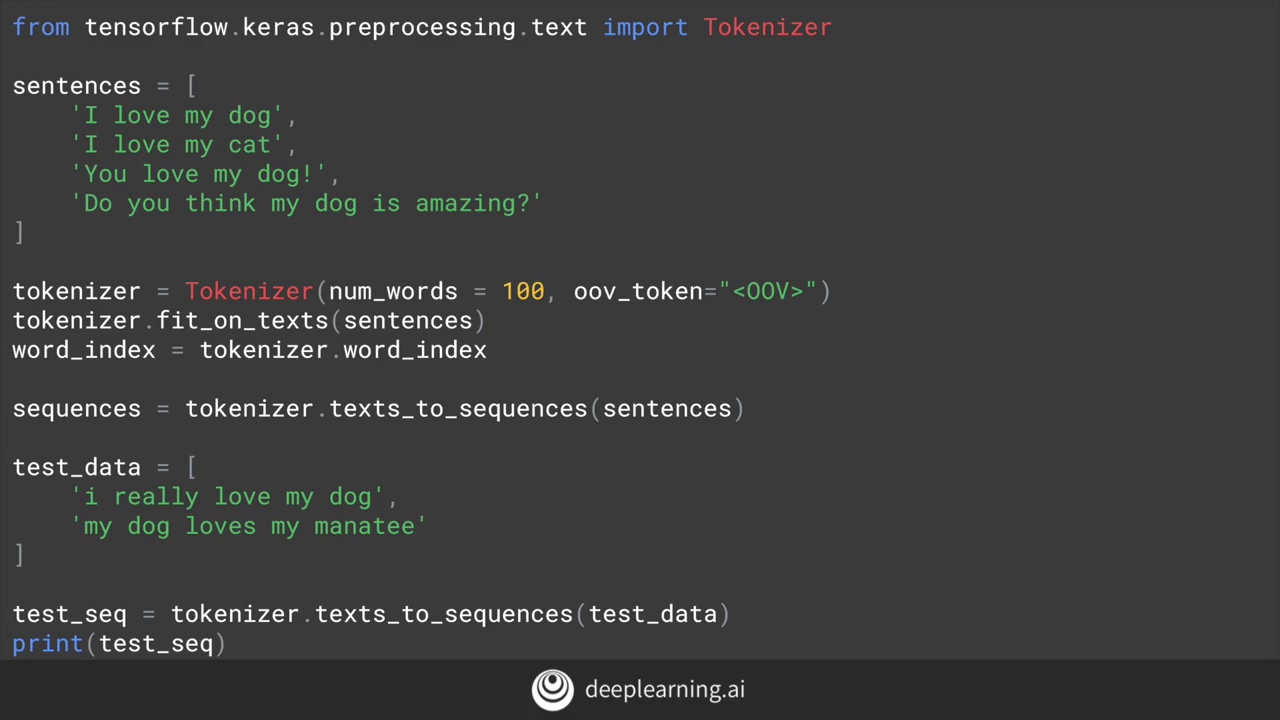 from tensorflow.keras.preprocessing.text import Tokenizer
sentences = [
    'I love my dog',
    'I love my cat',
    'You love my dog!',
    'Do you think my dog is amazing?'
]
tokenizer = Tokenizer(num_words = 100, oov_token="<OOV>")
tokenizer.fit_on_texts(sentences)
word_index = tokenizer.word_index
sequences = tokenizer.texts_to_sequences(sentences)
test_data = [
    'i really love my dog',
    'my dog loves my manatee'
]
test_seq = tokenizer.texts_to_sequences(test_data)
print(test_seq)
deeplearning.ai